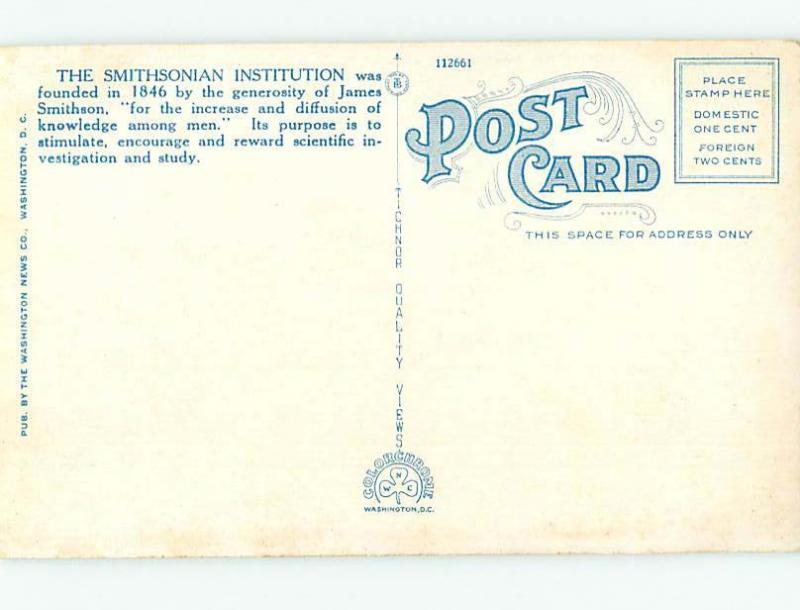 THE SMITHSONIAN INSTITUTION was
founded in 1846 by the generosity of James
Smithson, "for the increase and diffusion of
knowledge among men." Its purpose is to
stimulate, encourage and reward scientific in-
vestigation and study.
PUB. BY THE WASHINGTON NEWS CO., WASHINGTON, D. C.
TICHNOR QUALITY VIEWS
COLORCHROME
W N C
WASHINGTON, D.C.
112661
POST
CARD
THIS SPACE FOR ADDRESS ONLY
PLACE
STAMP HERE
DOMESTIC
ONE CENT
FOREIGN
TWO CENTS